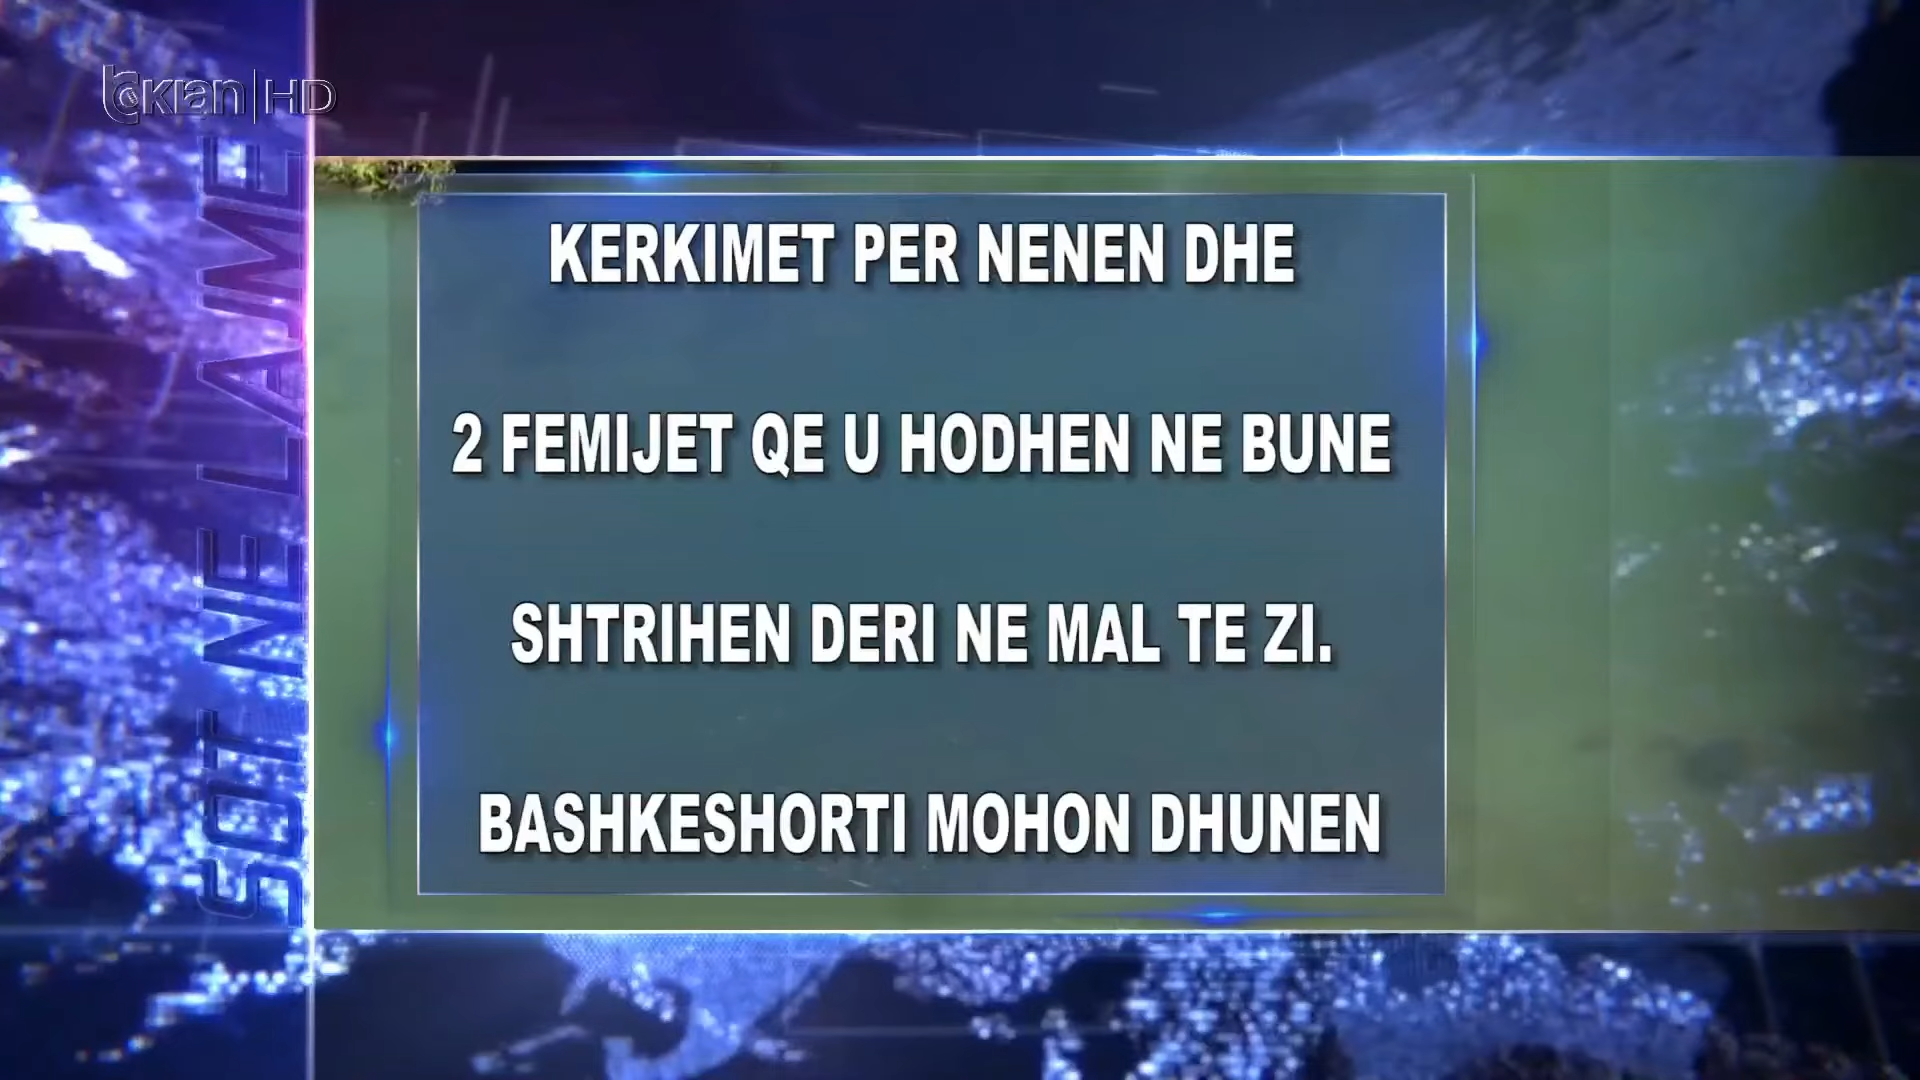 klan HD
SOT NE LAJME
KERKIMET PER NENEN DHE
2 FEMIJET QE U HODHEN NE BUNE
SHTRIHEN DERI NE MAL TE ZI.
BASHKESHORTI MOHON DHUNEN